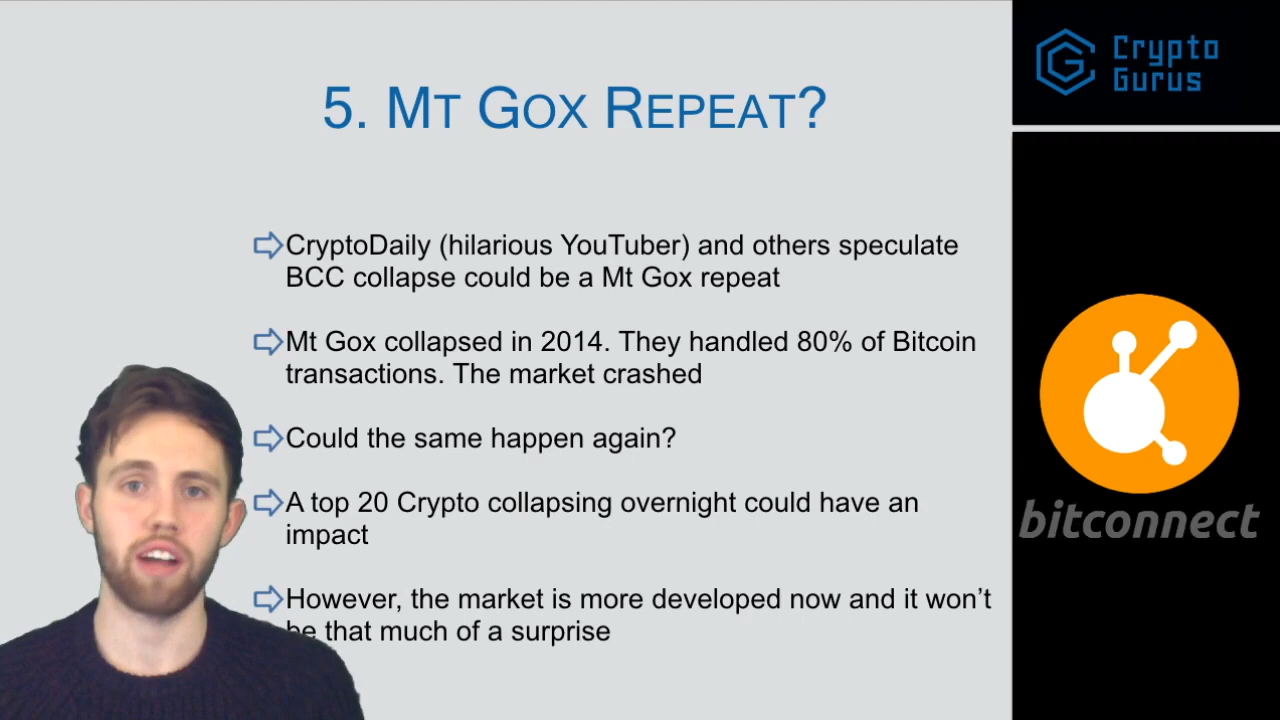 5. Mt Gox Repeat?
CryptoDaily (hilarious YouTuber) and others speculate
BCC collapse could be a Mt Gox repeat
Mt Gox collapsed in 2014. They handled 80% of Bitcoin
transactions. The market crashed
Could the same happen again?
A top 20 Crypto collapsing overnight could have an
impact
However, the market is more developed now and it won't
be that much of a surprise
Crypto
Gurus
bitconnect